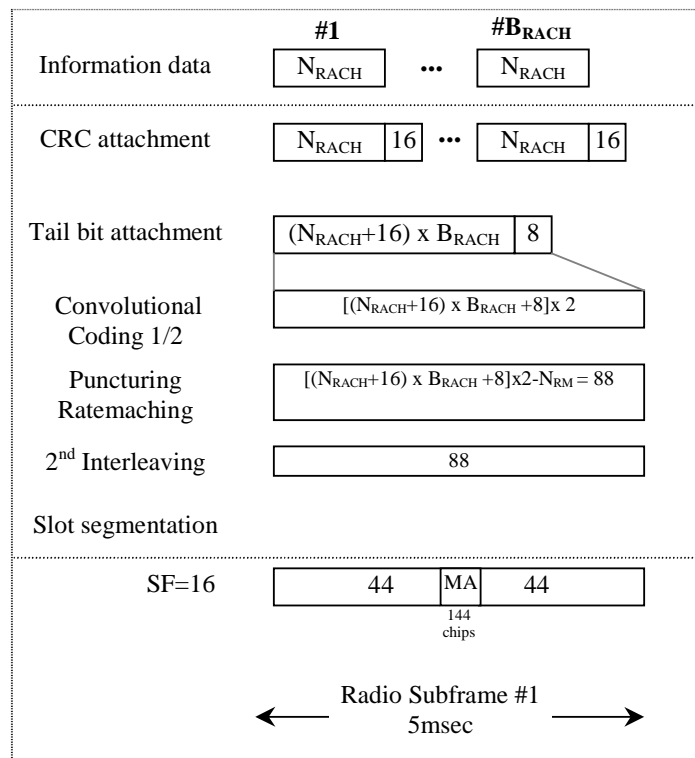 #1 #B_RACH
Information data N_RACH ... N_RACH
CRC attachment N_RACH 16 ... N_RACH 16
Tail bit attachment (N_RACH+16) x B_RACH 8
Convolutional
Coding 1/2
[(N_RACH+16) x B_RACH +8]x 2
Puncturing
Ratemaching
[(N_RACH+16) x B_RACH +8]x2-N_RM = 88
2nd Interleaving 88
Slot segmentation
SF=16 44 MA 44
144
chips
Radio Subframe #1
5msec